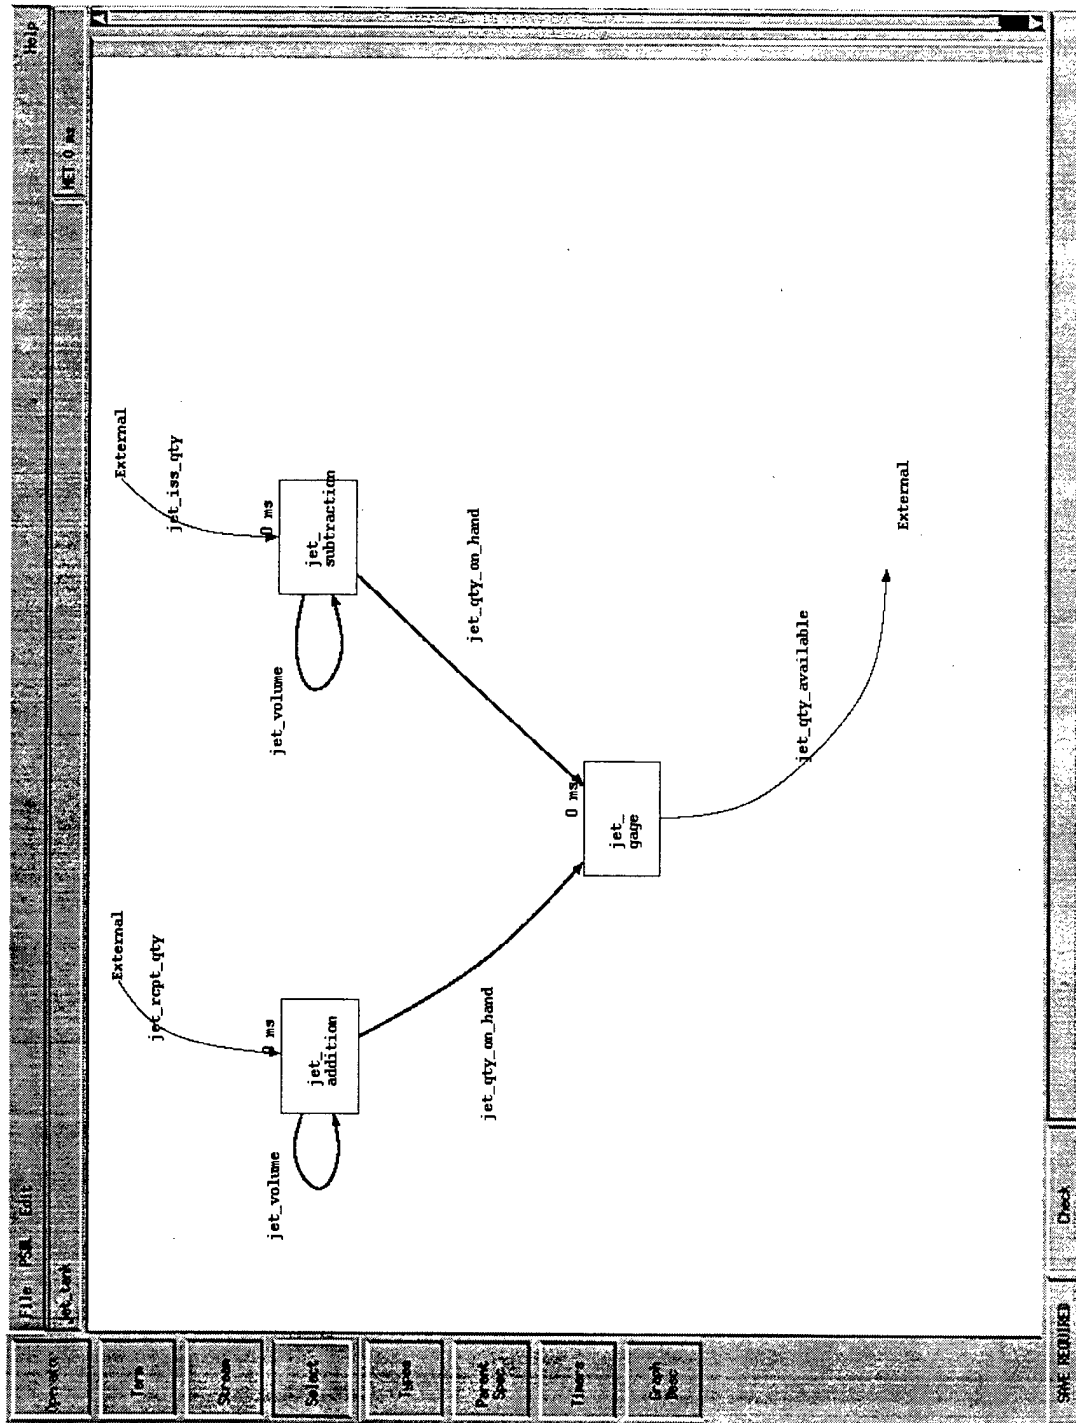 File PSDL Edit Help
jet_tank MET 0 ms
Operator
Term
Stream
Select
Types
Parent
Spec
Timers
Graph
Desc
External
jet_rcpt_qty
0 ms
jet_
addition
jet_volume
jet_qty_on_hand
External
jet_iss_qty
0 ms
jet_
subtraction
jet_volume
jet_qty_on_hand
0 ms
jet_
gage
jet_qty_available
External
SAVE REQUIRED Check